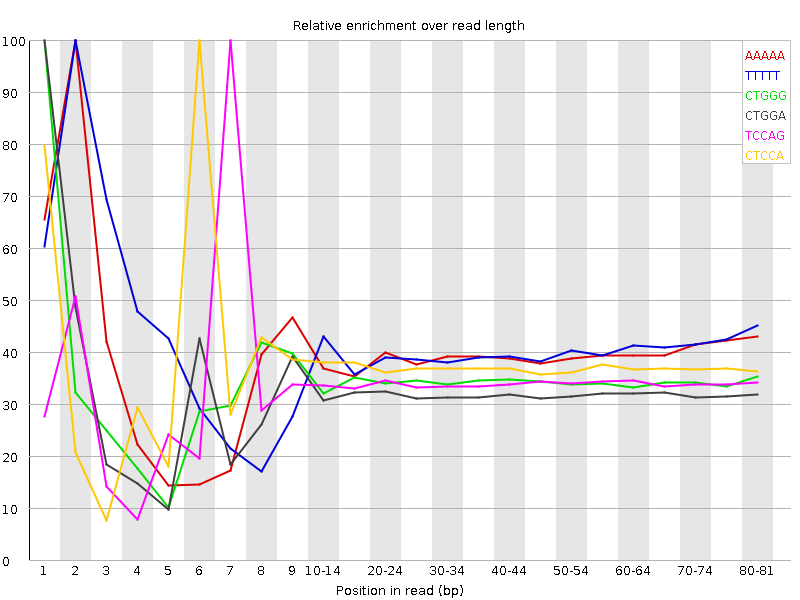 Relative enrichment over read length
100
90
80
70
60
50
40
30
20
10
0
AAAAA
TTTTT
CTGGG
CTGGA
TCCAG
CTCCA
1 2 3 4 5 6 7 8 9 10-14 20-24 30-34 40-44 50-54 60-64 70-74 80-81
Position in read (bp)